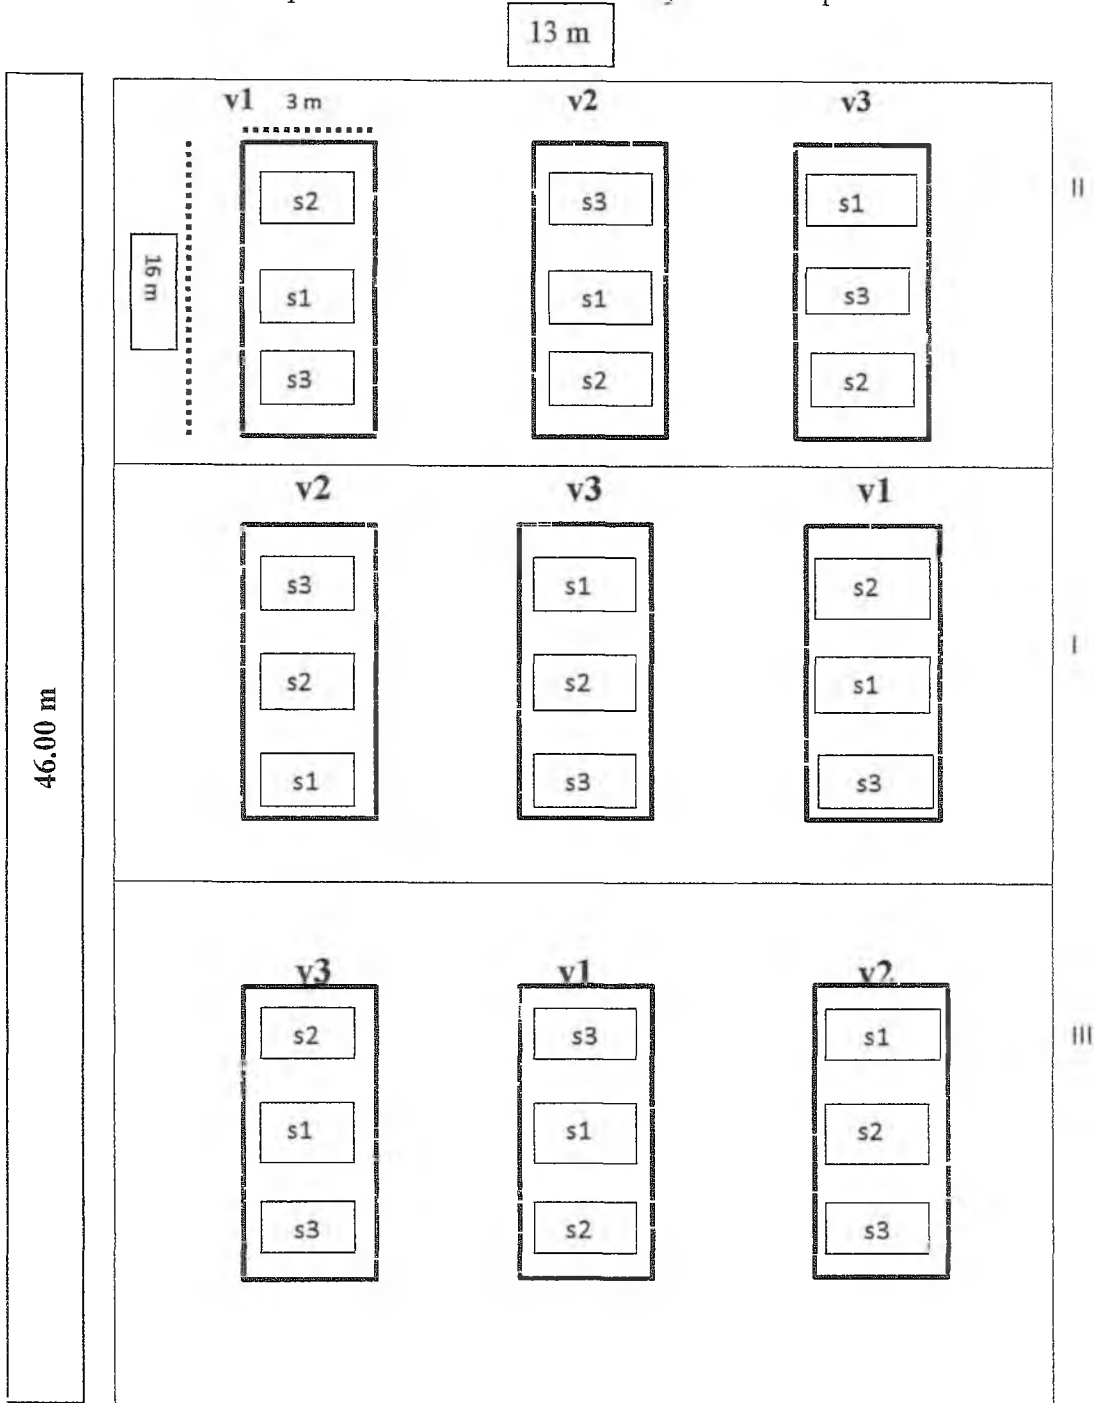 13 m
v1 3 m v2 v3
s2 s3 s1
II
16 m
s1 s1 s3
s3 s2 s2
v2 v3 v1
s3 s1 s2
I
s2 s2 s1
46.00 m
s1 s3 s3
v3 v1 v2
s2 s3 s1
III
s1 s1 s2
s3 s2 s3